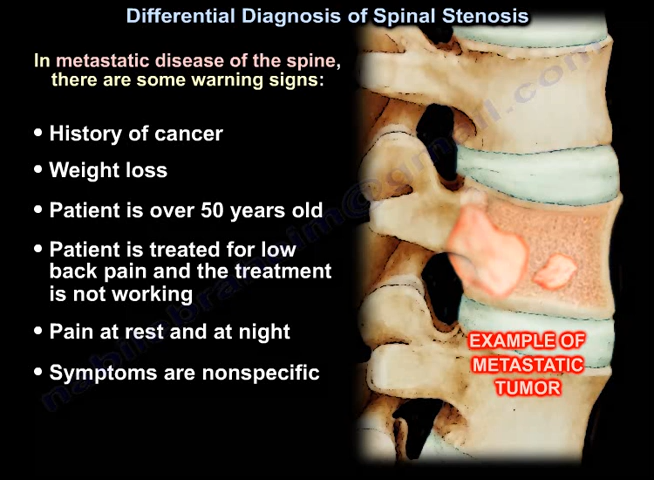 Differential Diagnosis of Spinal Stenosis
In metastatic disease of the spine,
there are some warning signs:
• History of cancer
• Weight loss
• Patient is over 50 years old
• Patient is treated for low
back pain and the treatment
is not working
• Pain at rest and at night
• Symptoms are nonspecific
EXAMPLE OF
METASTATIC
TUMOR